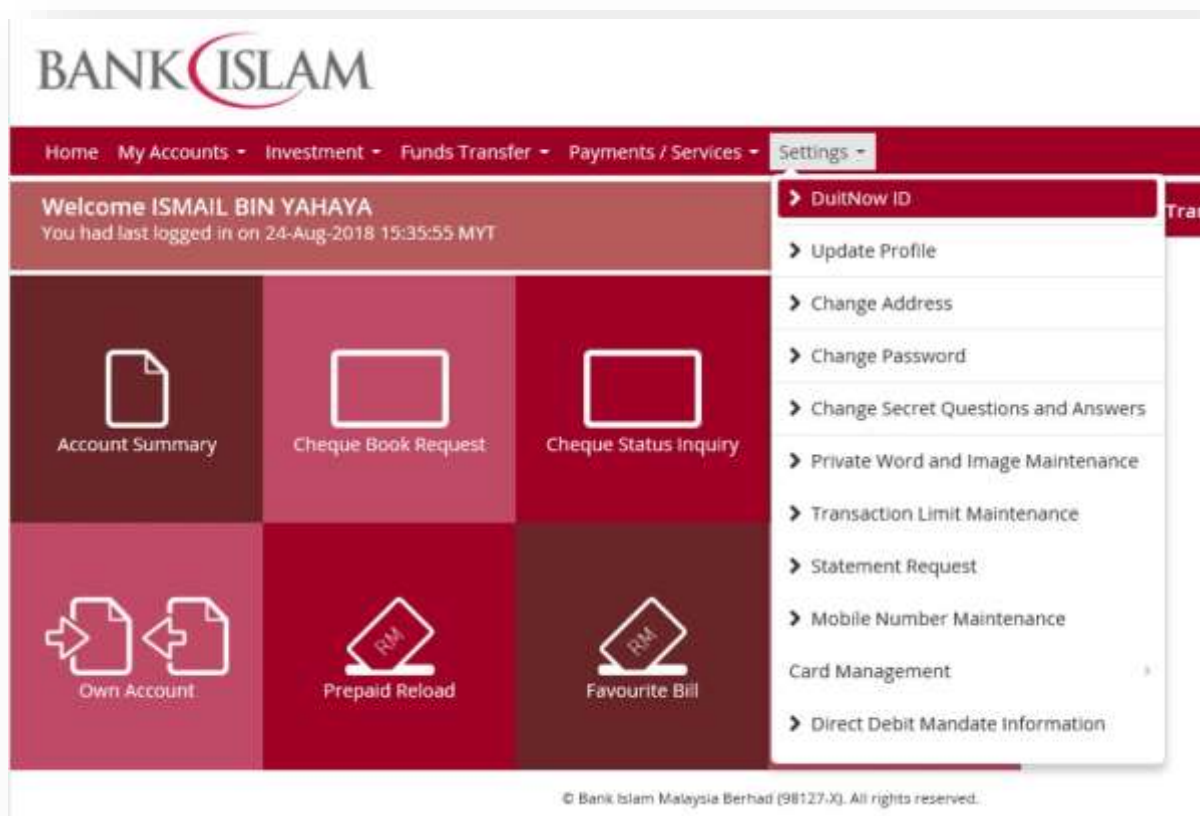 BANK ISLAM
Home My Accounts Investment Funds Transfer Payments / Services Settings
Welcome ISMAIL BIN YAHAYA
You had last logged in on 24-Aug-2018 15:35:55 MYT
DuitNow ID
Update Profile
Change Address
Change Password
Change Secret Questions and Answers
Private Word and Image Maintenance
Transaction Limit Maintenance
Statement Request
Mobile Number Maintenance
Card Management
Direct Debit Mandate Information
Account Summary
Cheque Book Request
Cheque Status Inquiry
Own Account
RM
Prepaid Reload
RM
Favourite Bill
© Bank Islam Malaysia Berhad (98127-X). All rights reserved.